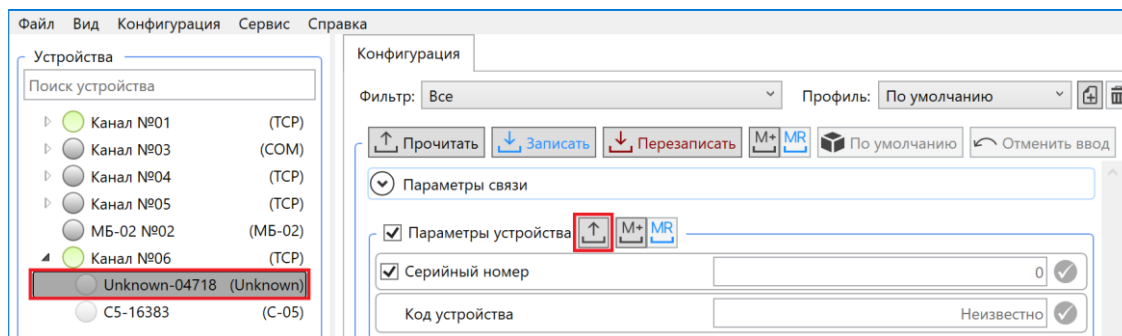 Файл Вид Конфигурация Сервис Справка
Устройства
Поиск устройства
Канал №01 (TCP)
Канал №03 (COM)
Канал №04 (TCP)
Канал №05 (TCP)
МБ-02 №02 (МБ-02)
Канал №06 (TCP)
Unknown-04718 (Unknown)
С5-16383 (С-05)
Конфигурация
Фильтр: Все Профиль: По умолчанию
Прочитать Записать Перезаписать M+ MR По умолчанию Отменить ввод
Параметры связи
Параметры устройства M+ MR
Серийный номер 0
Код устройства Неизвестно